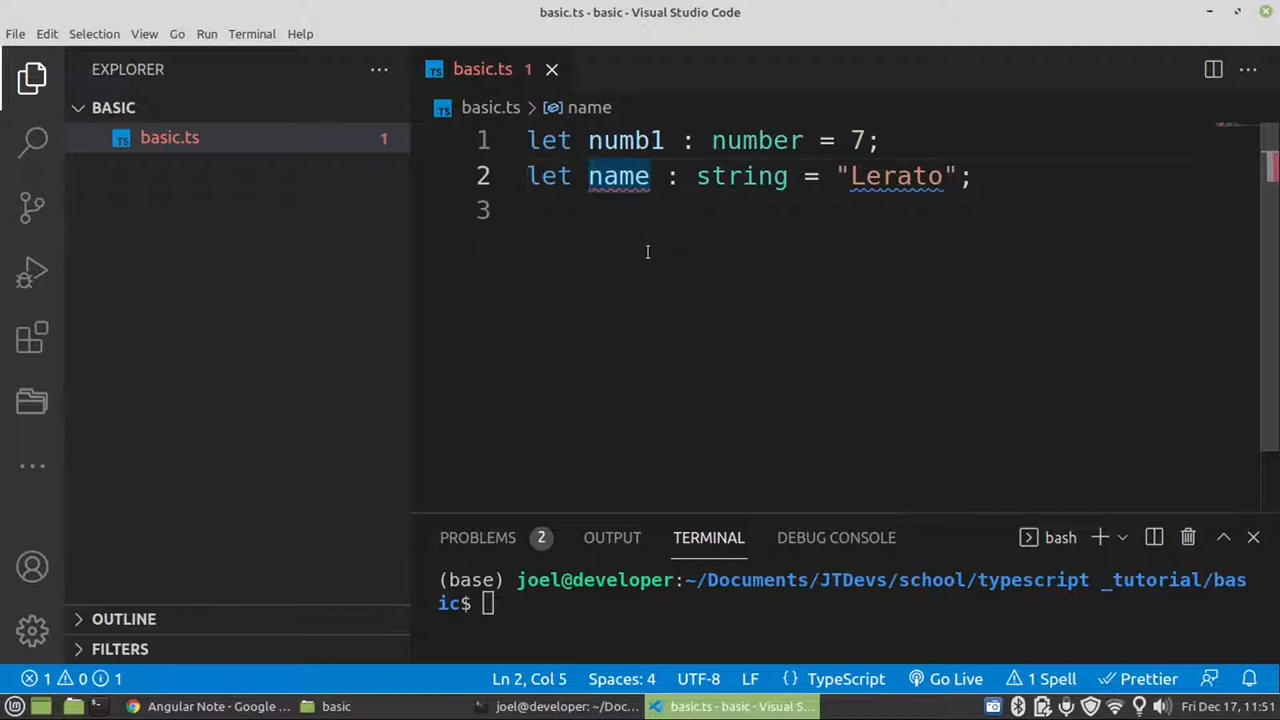 basic.ts - basic - Visual Studio Code
File Edit Selection View Go Run Terminal Help
EXPLORER
BASIC
TS basic.ts 1
OUTLINE
FILTERS
TS basic.ts 1
TS basic.ts > name
1 let numb1 : number = 7;
2 let name : string = "Lerato";
3
PROBLEMS 2 OUTPUT TERMINAL DEBUG CONSOLE bash
(base) joel@developer:~/Documents/JTDevs/school/typescript _tutorial/bas
ic$
1 0 1 Ln 2, Col 5 Spaces: 4 UTF-8 LF {} TypeScript Go Live 1 Spell Prettier
Angular Note - Google ... basic joel@developer: ~/Doc... basic.ts - basic - Visual S... Fri Dec 17, 11:51